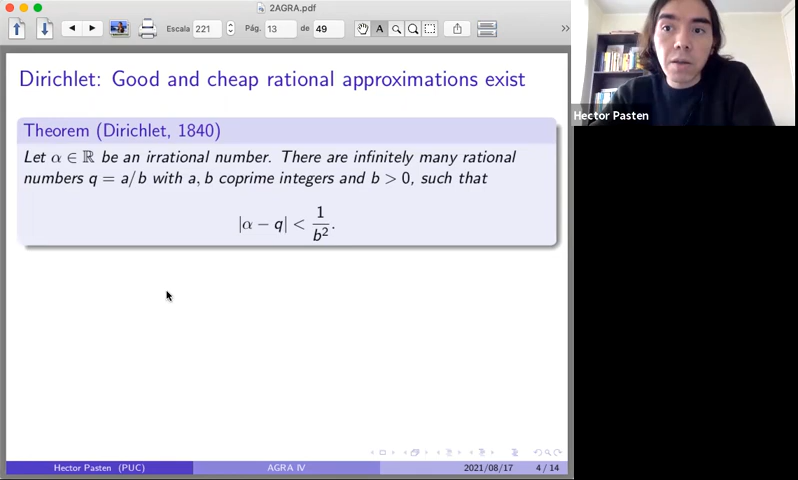 2AGRA.pdf
Escala 221 Pág. 13 de 49
Dirichlet: Good and cheap rational approximations exist
Theorem (Dirichlet, 1840)
Let α ∈ ℝ be an irrational number. There are infinitely many rational
numbers q = a/b with a, b coprime integers and b > 0, such that
|α − q| < 1/b².
Hector Pasten (PUC) AGRA IV 2021/08/17 4 / 14
Hector Pasten